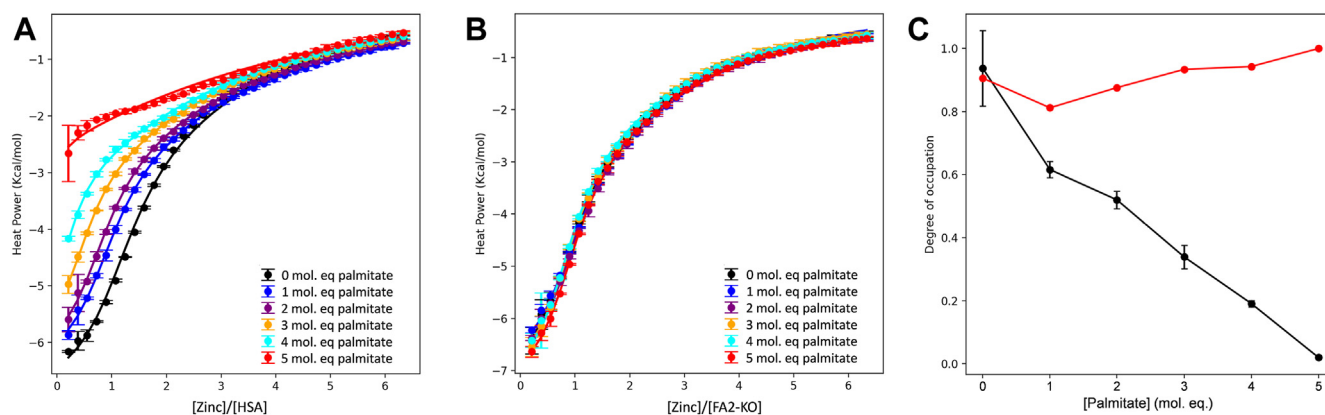 A
Heat Power (Kcal/mol)
−1
−2
−3
−4
−5
−6
0 mol. eq palmitate
1 mol. eq palmitate
2 mol. eq palmitate
3 mol. eq palmitate
4 mol. eq palmitate
5 mol. eq palmitate
0 1 2 3 4 5 6
[Zinc]/[HSA]
B
Heat Power (Kcal/mol)
−1
−2
−3
−4
−5
−6
−7
0 mol. eq palmitate
1 mol. eq palmitate
2 mol. eq palmitate
3 mol. eq palmitate
4 mol. eq palmitate
5 mol. eq palmitate
0 1 2 3 4 5 6
[Zinc]/[FA2-KO]
C
Degree of occupation
1.0
0.8
0.6
0.4
0.2
0.0
0 1 2 3 4 5
[Palmitate] (mol. eq.)